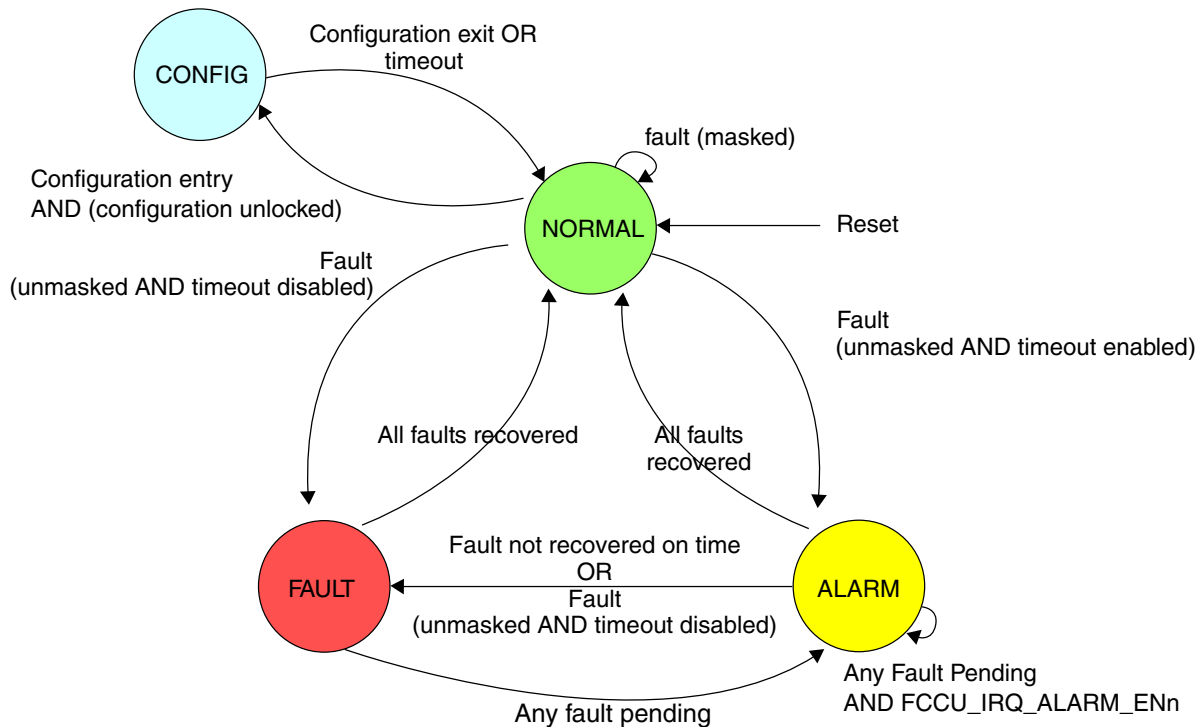 Configuration exit OR
timeout
CONFIG
fault (masked)
Configuration entry
AND (configuration unlocked)
NORMAL
Reset
Fault
(unmasked AND timeout disabled)
Fault
(unmasked AND timeout enabled)
All faults recovered
All faults
recovered
Fault not recovered on time
OR
Fault
(unmasked AND timeout disabled)
FAULT
ALARM
Any Fault Pending
AND FCCU_IRQ_ALARM_ENn
Any fault pending